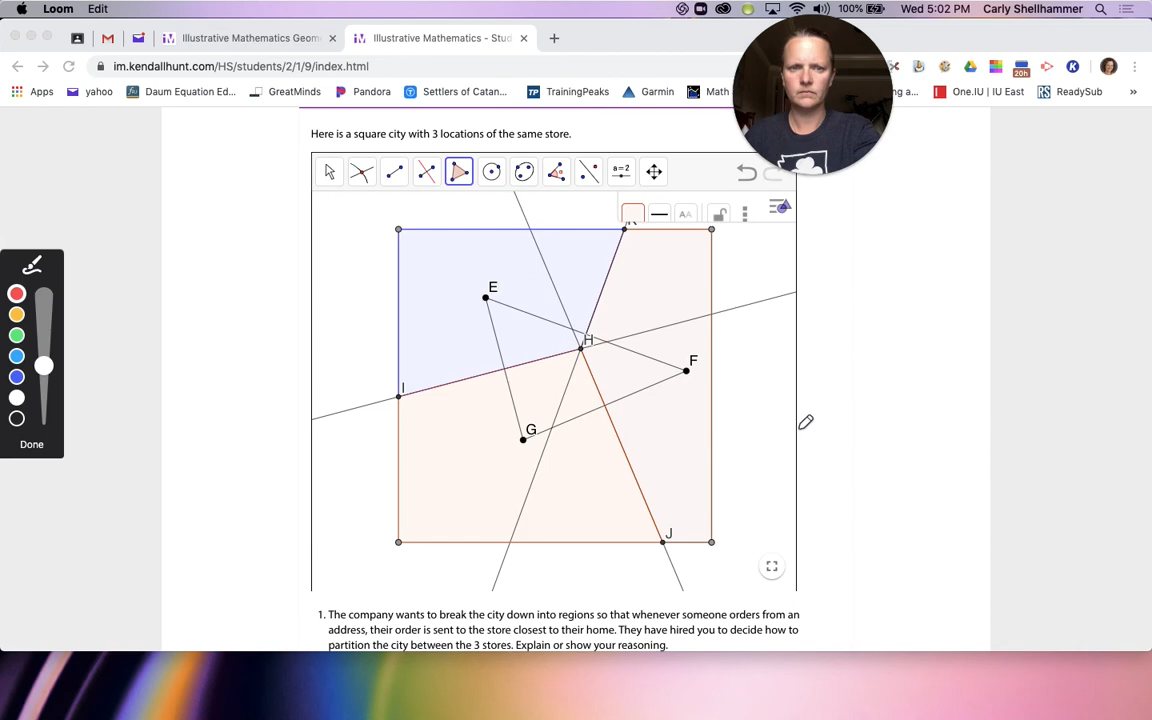 Loom Edit 100% Wed 5:02 PM Carly Shellhammer
Illustrative Mathematics Geom Illustrative Mathematics - Stud
im.kendallhunt.com/HS/students/2/1/9/index.html
20h
Apps yahoo Daum Equation Ed... GreatMinds Pandora Settlers of Catan... TrainingPeaks Garmin Math g a... One.IU | IU East ReadySub
Here is a square city with 3 locations of the same store.
a=2
AA
E
H
F
I
G
J
Done
1. The company wants to break the city down into regions so that whenever someone orders from an
address, their order is sent to the store closest to their home. They have hired you to decide how to
partition the city between the 3 stores. Explain or show your reasoning.